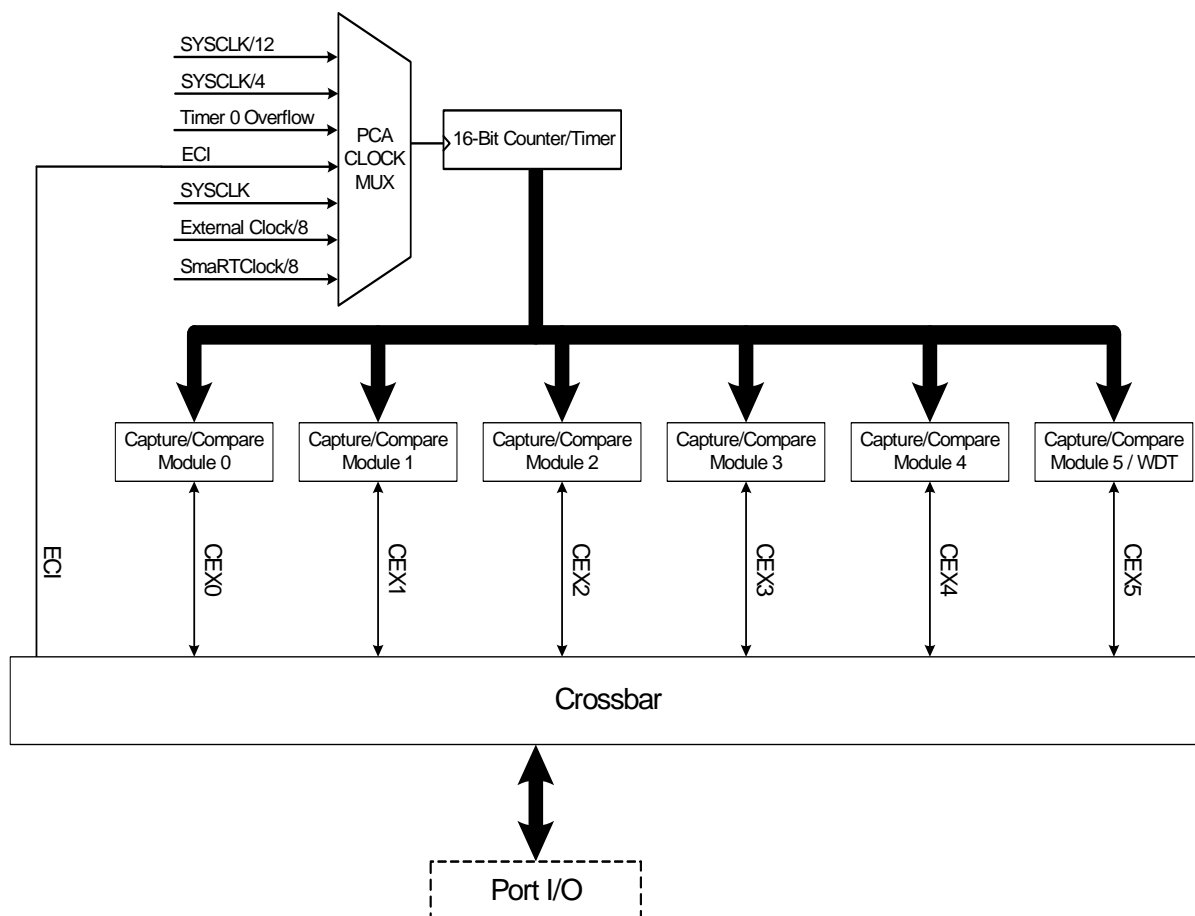 SYSCLK/12
SYSCLK/4
Timer 0 Overflow
ECI
SYSCLK
External Clock/8
SmaRTClock/8
PCA
CLOCK
MUX
16-Bit Counter/Timer
Capture/Compare
Module 0
Capture/Compare
Module 1
Capture/Compare
Module 2
Capture/Compare
Module 3
Capture/Compare
Module 4
Capture/Compare
Module 5 / WDT
ECI
CEX0
CEX1
CEX2
CEX3
CEX4
CEX5
Crossbar
Port I/O